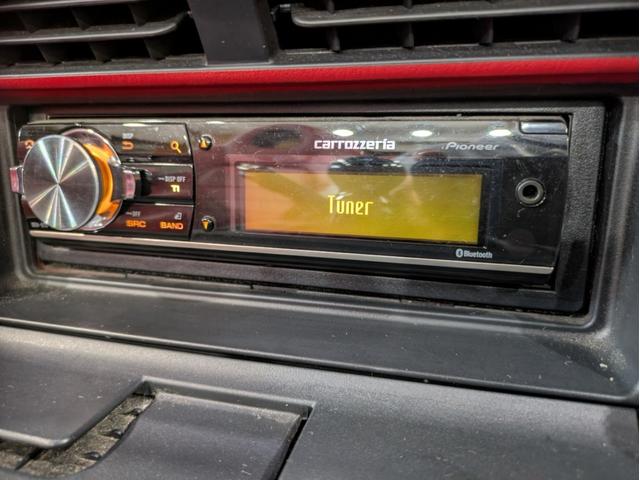 carrozzeria
Pioneer
DISP
DISP OFF
OFF
SRC
BAND
Tuner
Bluetooth